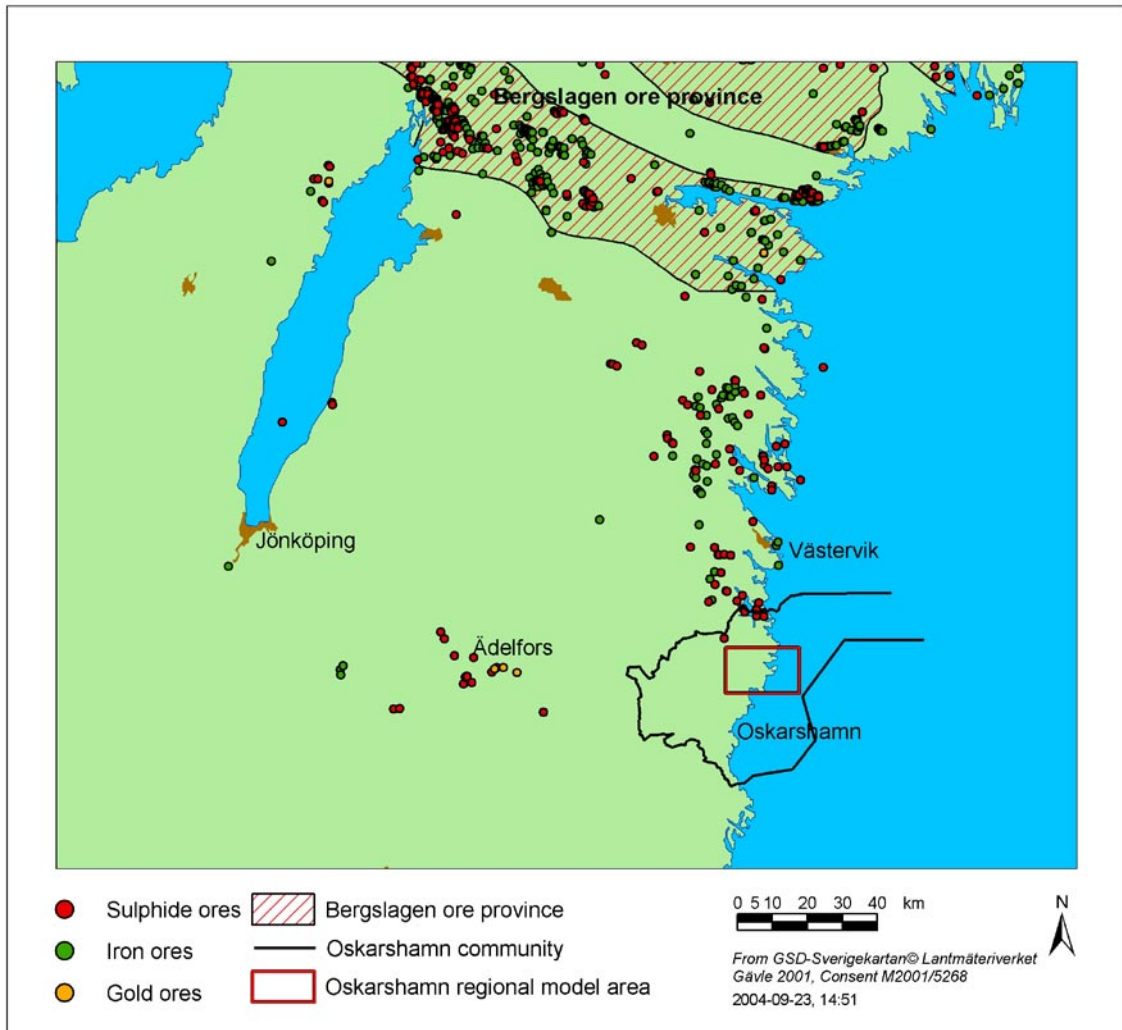 Bergslagen ore province
Jönköping
Västervik
Ädelfors
Oskarshamn
Sulphide ores
Iron ores
Gold ores
Bergslagen ore province
Oskarshamn community
Oskarshamn regional model area
0 5 10 20 30 40 km
N
From GSD-Sverigekartan© Lantmäteriverket
Gävle 2001, Consent M2001/5268
2004-09-23, 14:51